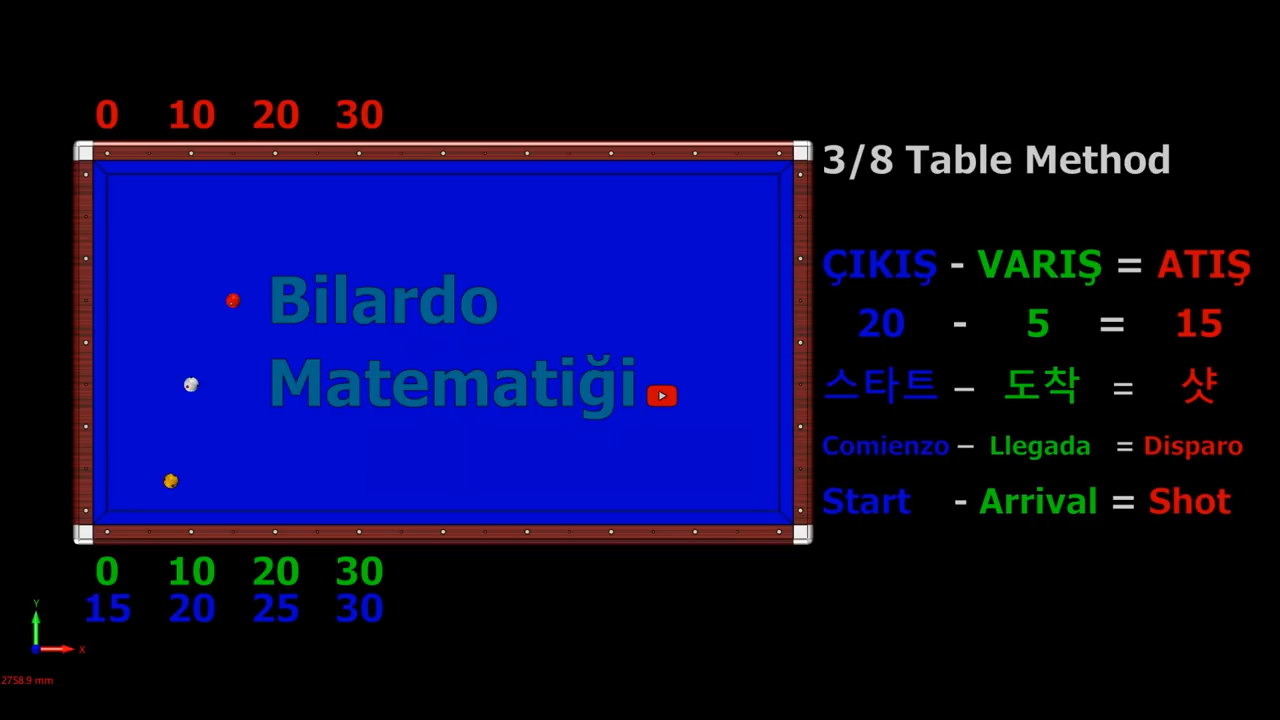 0 10 20 30
3/8 Table Method
ÇIKIŞ - VARIŞ = ATIŞ
20 - 5 = 15
스타트 – 도착 = 샷
Comienzo – Llegada = Disparo
Start - Arrival = Shot
Bilardo
Matematiği
0 10 20 30
15 20 25 30
Y
X
2758.9 mm